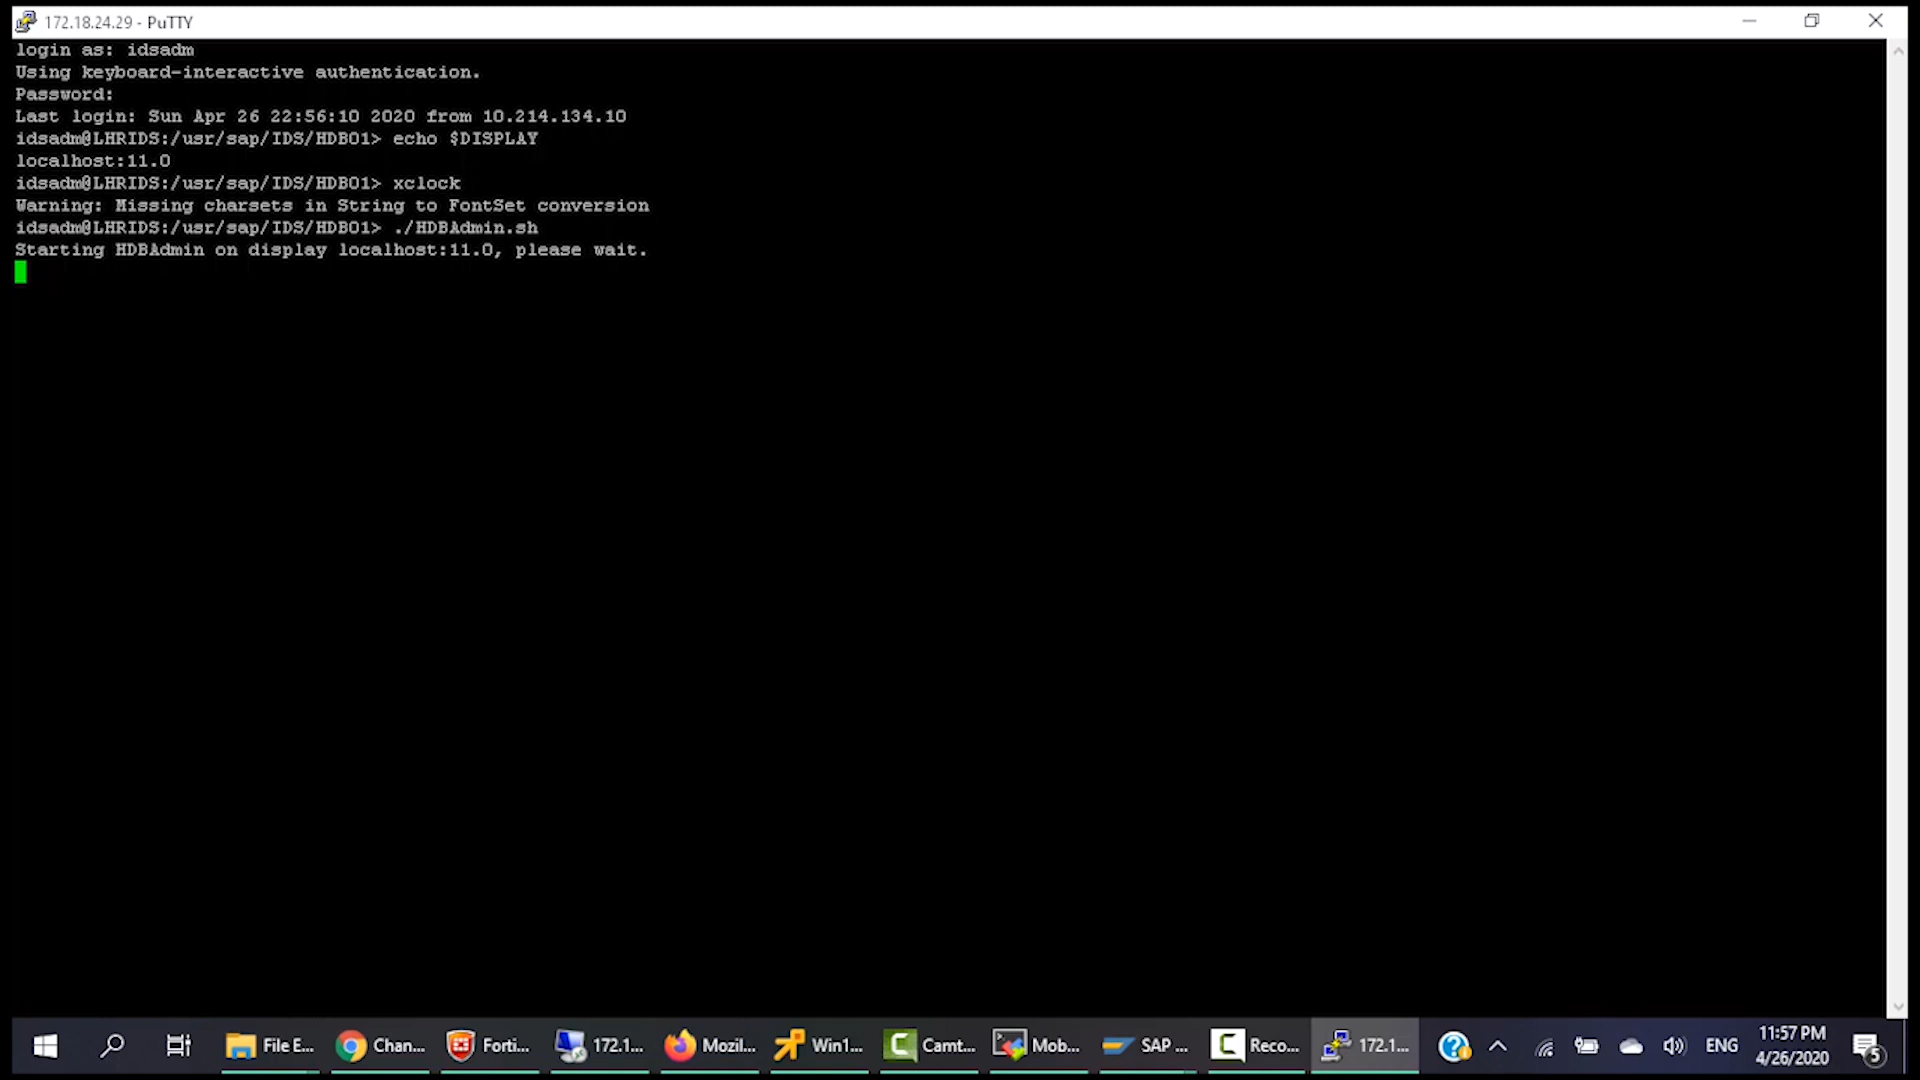 172.18.24.29 - PuTTY
login as: idsadm
Using keyboard-interactive authentication.
Password:
Last login: Sun Apr 26 22:56:10 2020 from 10.214.134.10
idsadm@LHRIDS:/usr/sap/IDS/HDB01> echo $DISPLAY
localhost:11.0
idsadm@LHRIDS:/usr/sap/IDS/HDB01> xclock
Warning: Missing charsets in String to FontSet conversion
idsadm@LHRIDS:/usr/sap/IDS/HDB01> ./HDBAdmin.sh
Starting HDBAdmin on display localhost:11.0, please wait.
File E... Chan... Forti... 172.1... Mozil... Win1... Camt... Mob... SAP ... Reco... 172.1... ENG 11:57 PM
4/26/2020 5